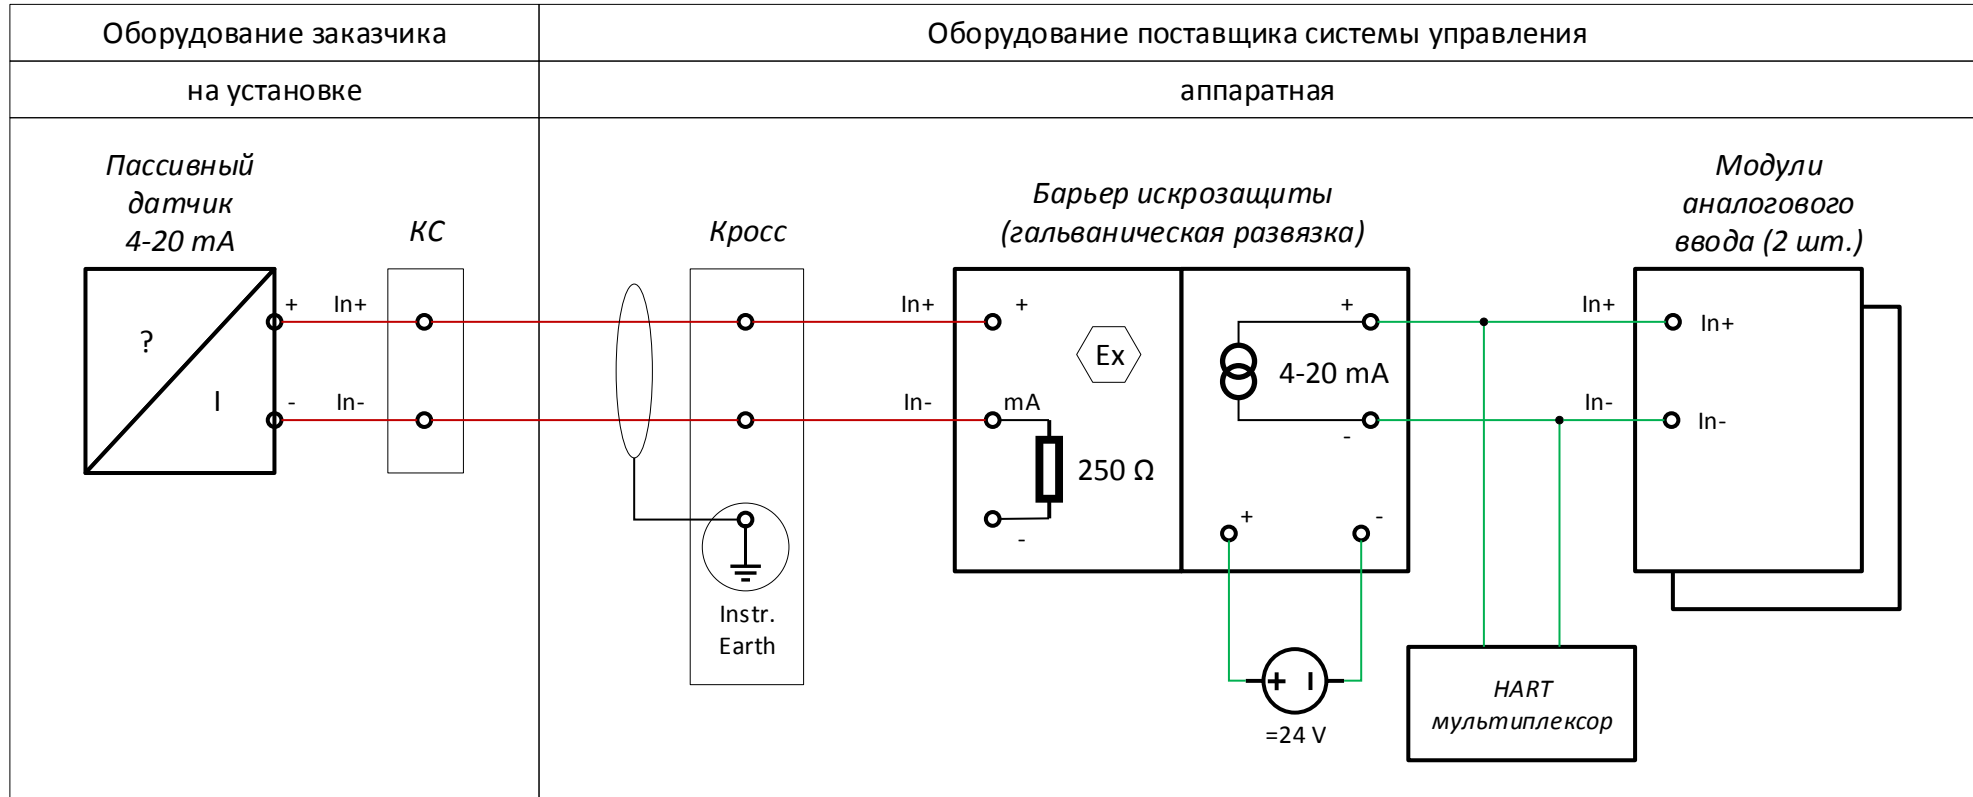 Оборудование заказчика
Оборудование поставщика системы управления
на установке
аппаратная
Пассивный
датчик
4-20 mA
КС
Кросс
Барьер искрозащиты
(гальваническая развязка)
Модули
аналогового
ввода (2 шт.)
?
I
+
In+
-
In-
In+
+
In-
mA
Ex
250 Ω
-
+
4-20 mA
-
+
-
In+
In+
In-
In-
Instr.
Earth
=24 V
HART
мультиплексор